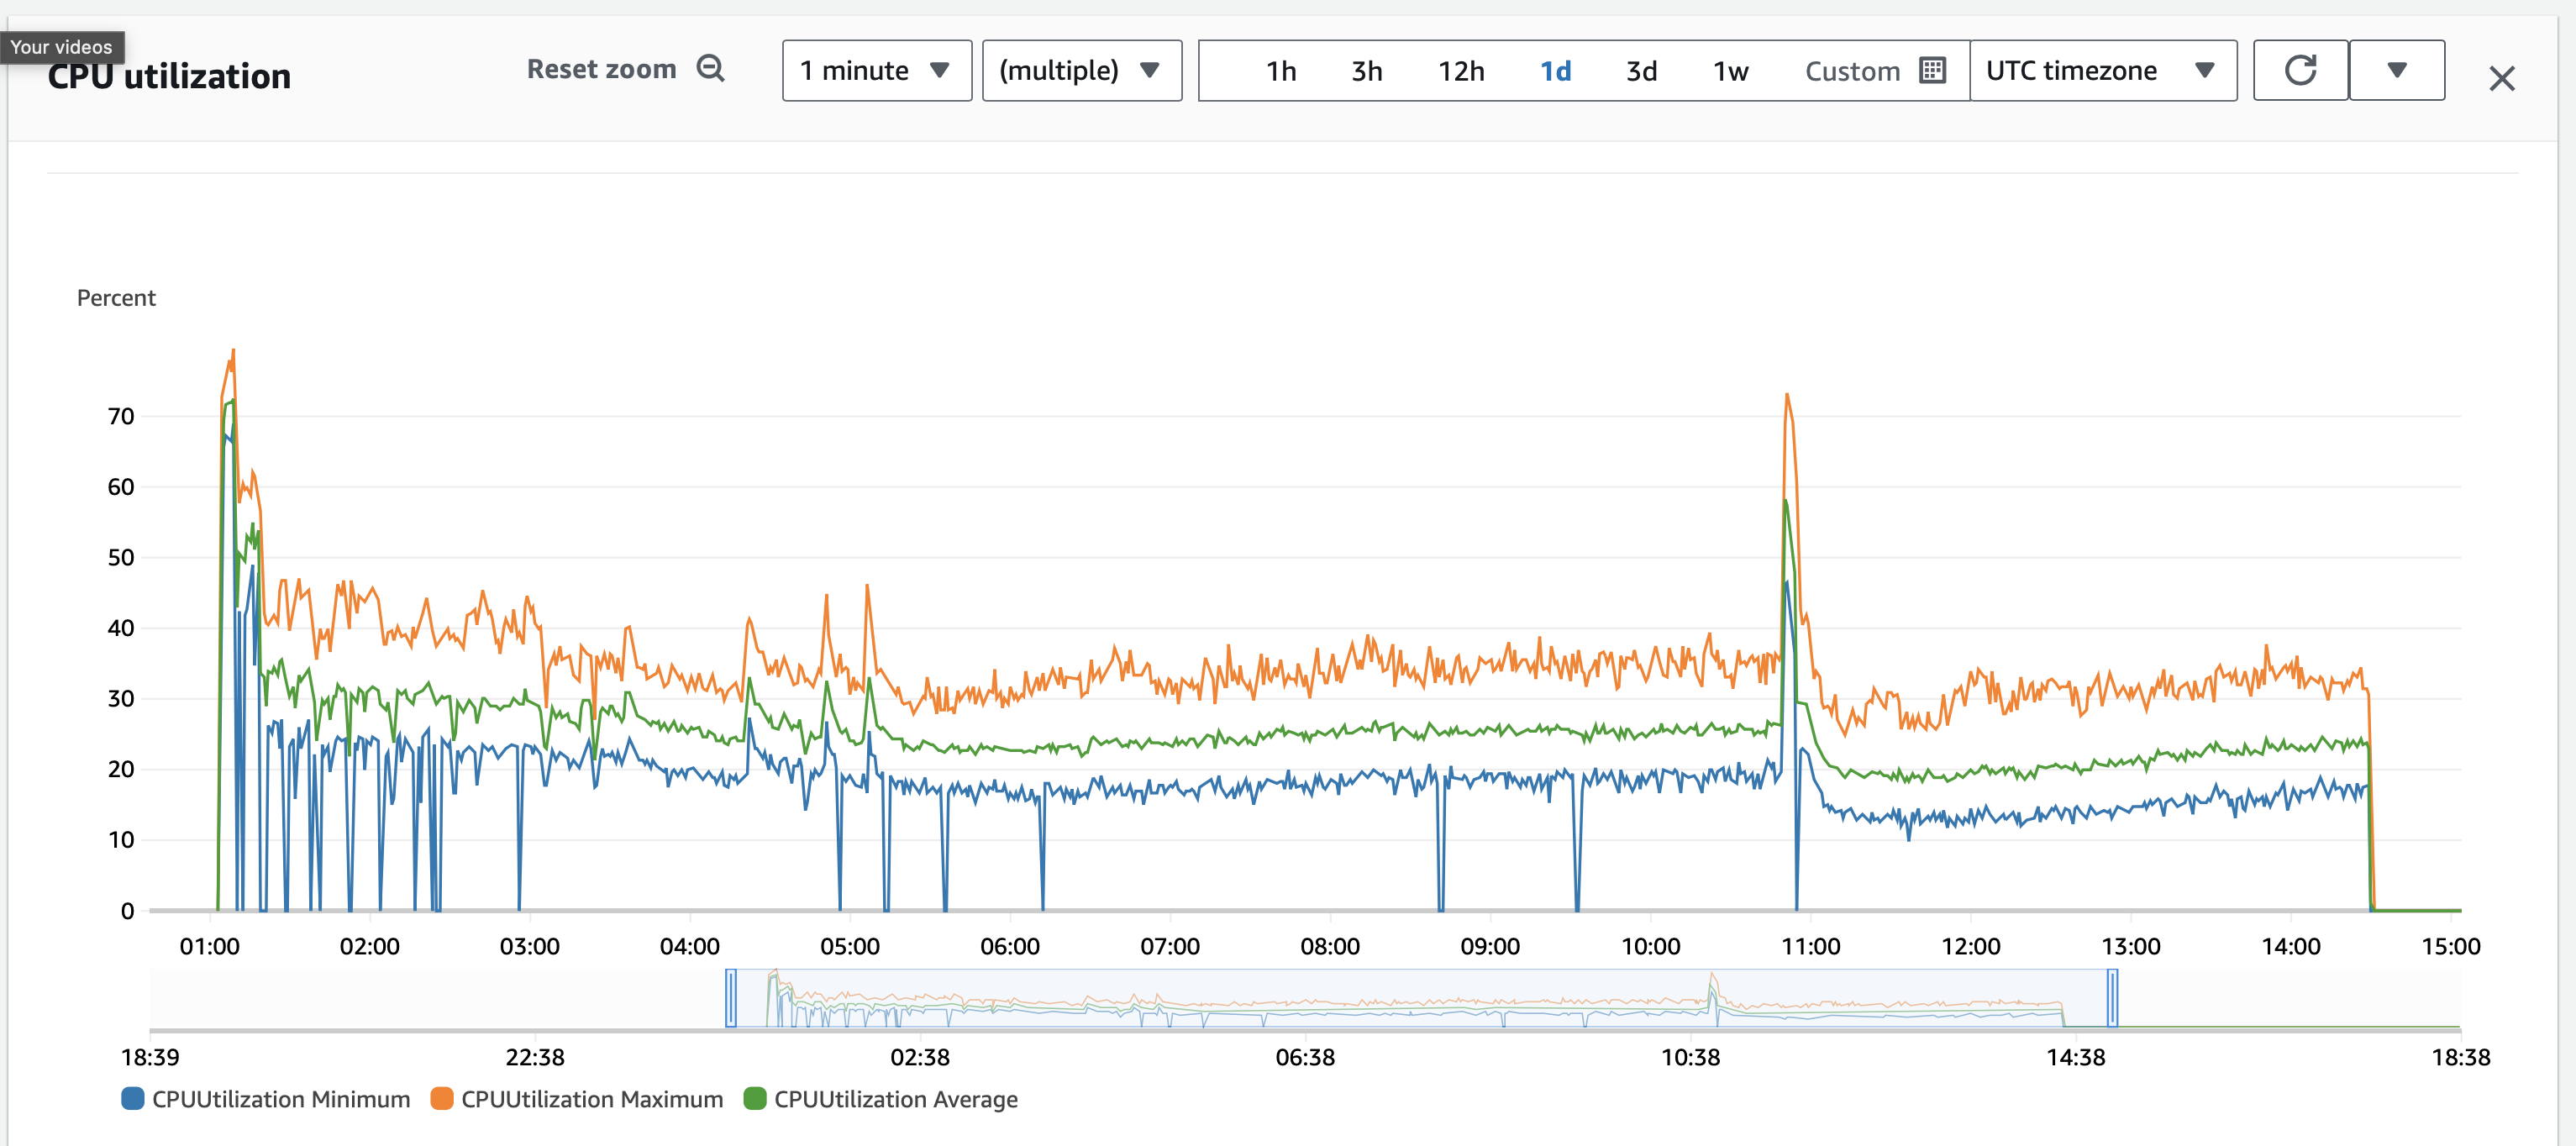 Your videos
CPU utilization
Reset zoom
1 minute
(multiple)
1h 3h 12h 1d 3d 1w Custom
UTC timezone
Percent
70
60
50
40
30
20
10
0
01:00 02:00 03:00 04:00 05:00 06:00 07:00 08:00 09:00 10:00 11:00 12:00 13:00 14:00 15:00
18:39 22:38 02:38 06:38 10:38 14:38 18:38
CPUUtilization Minimum CPUUtilization Maximum CPUUtilization Average